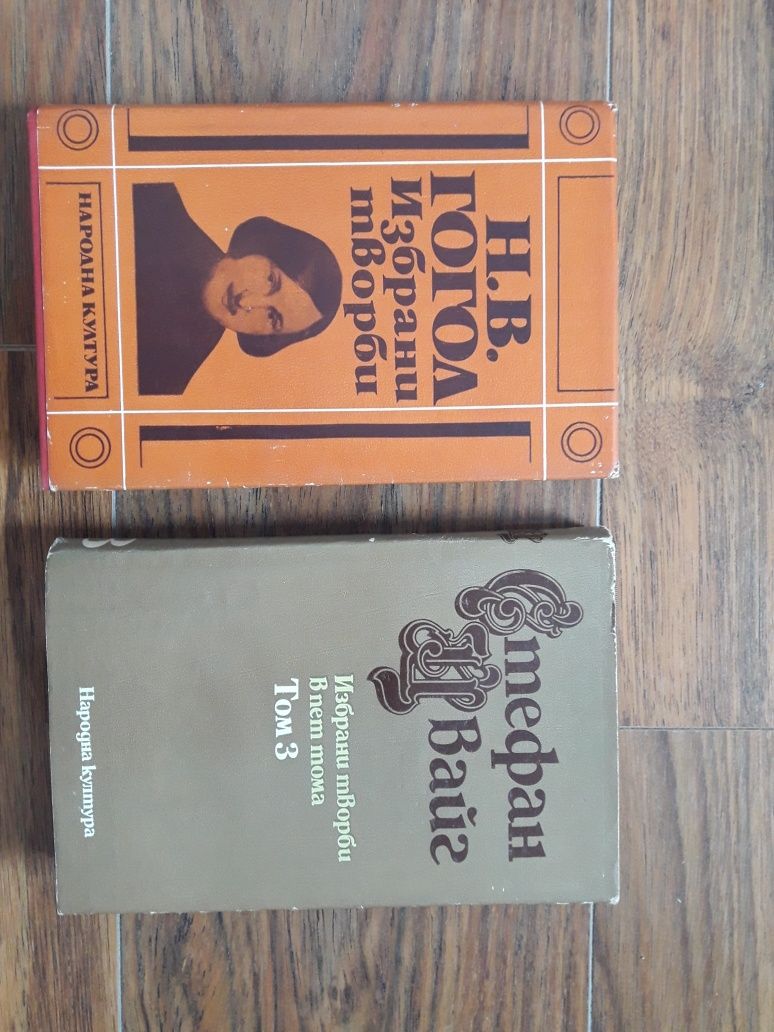 Н.В.
ГОГОЛ
Избрани
творби
НАРОДНА КУЛТУРА
Стефан
Цвайг
Избрани творби
в пет тома
Том 3
Народна култура